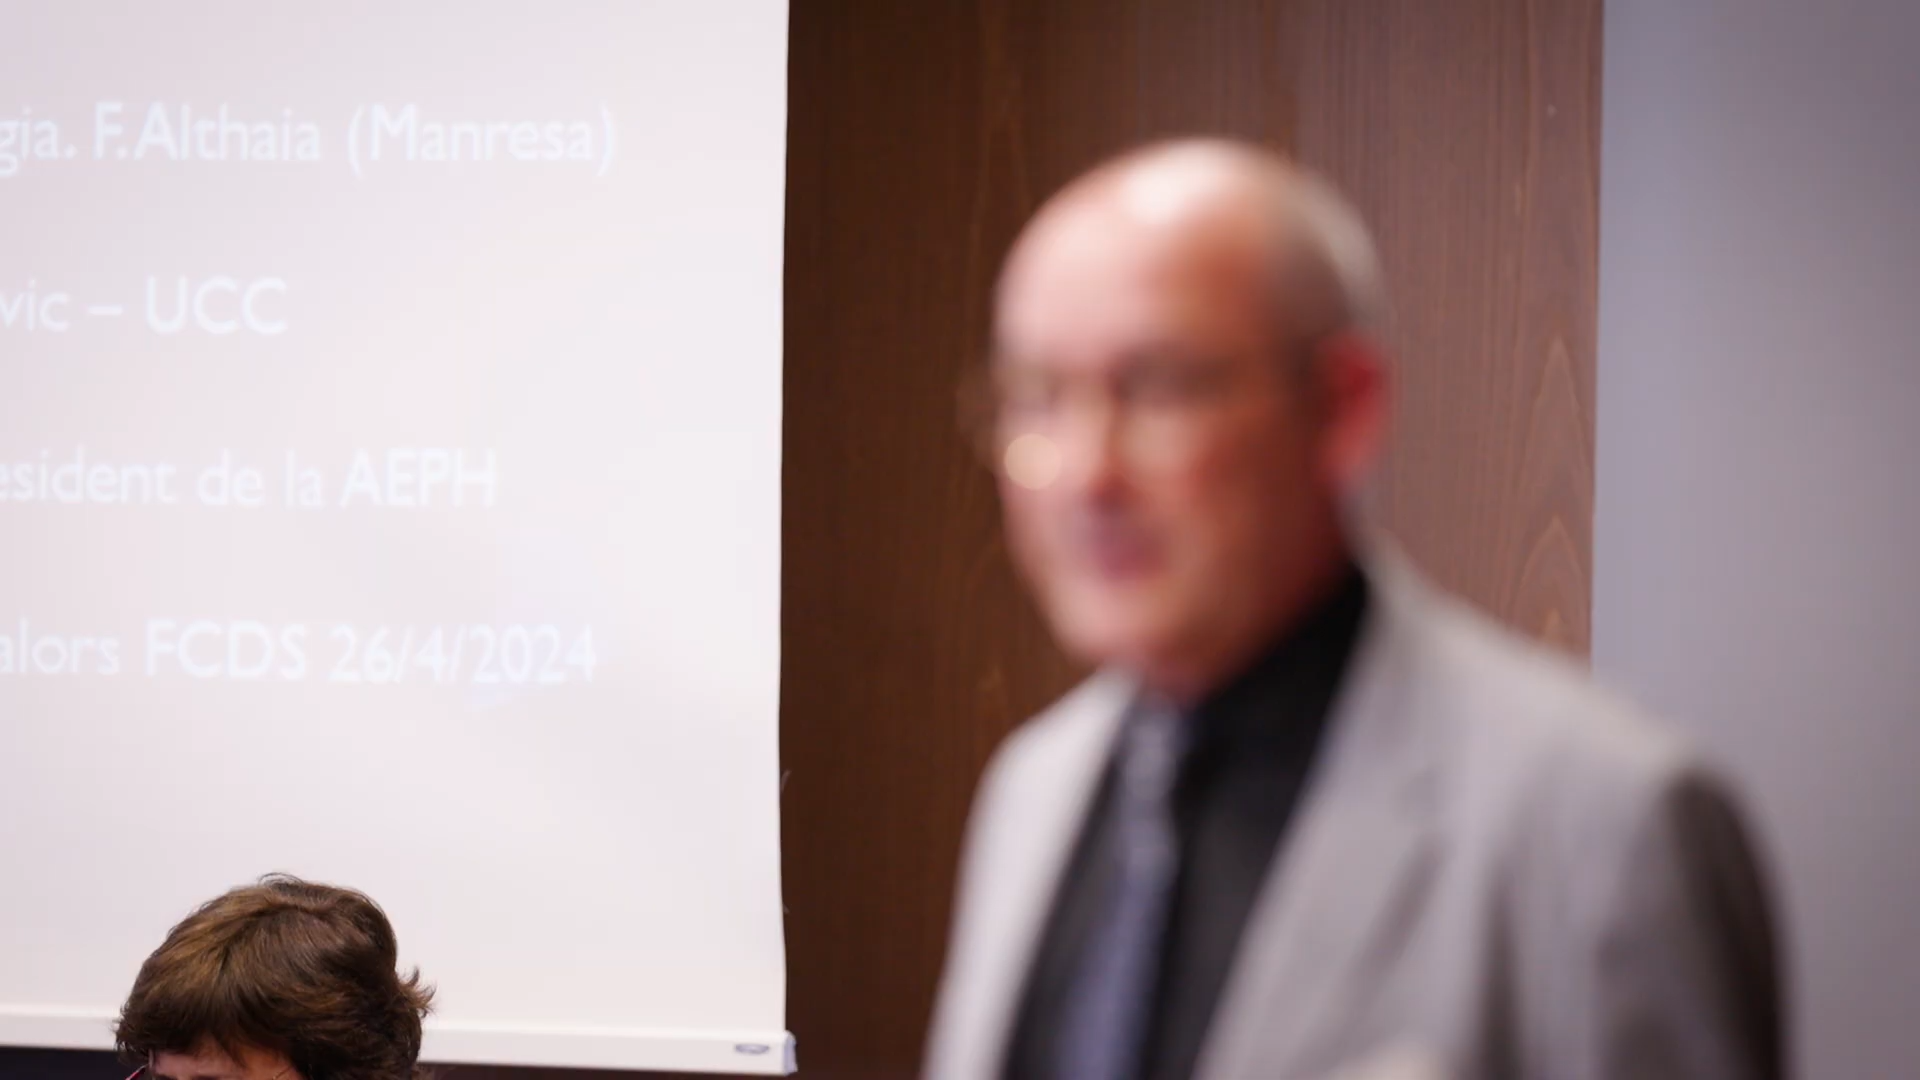 gia. F. Althaia (Manresa)
vic – UCC
esident de la AEPH
alors FCDS 26/4/2024